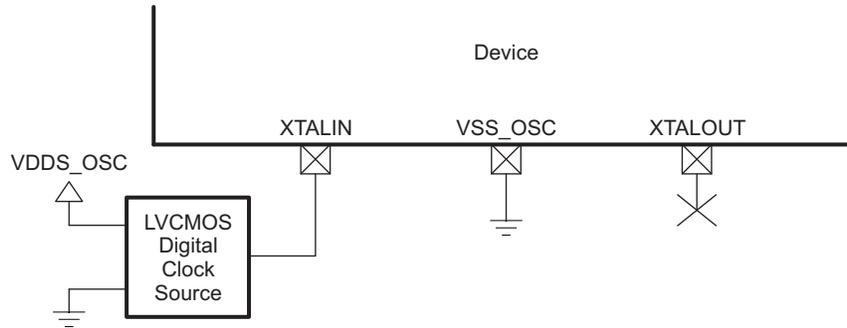 Device
XTALIN
VSS_OSC
XTALOUT
VDDS_OSC
LVCMOS
Digital
Clock
Source